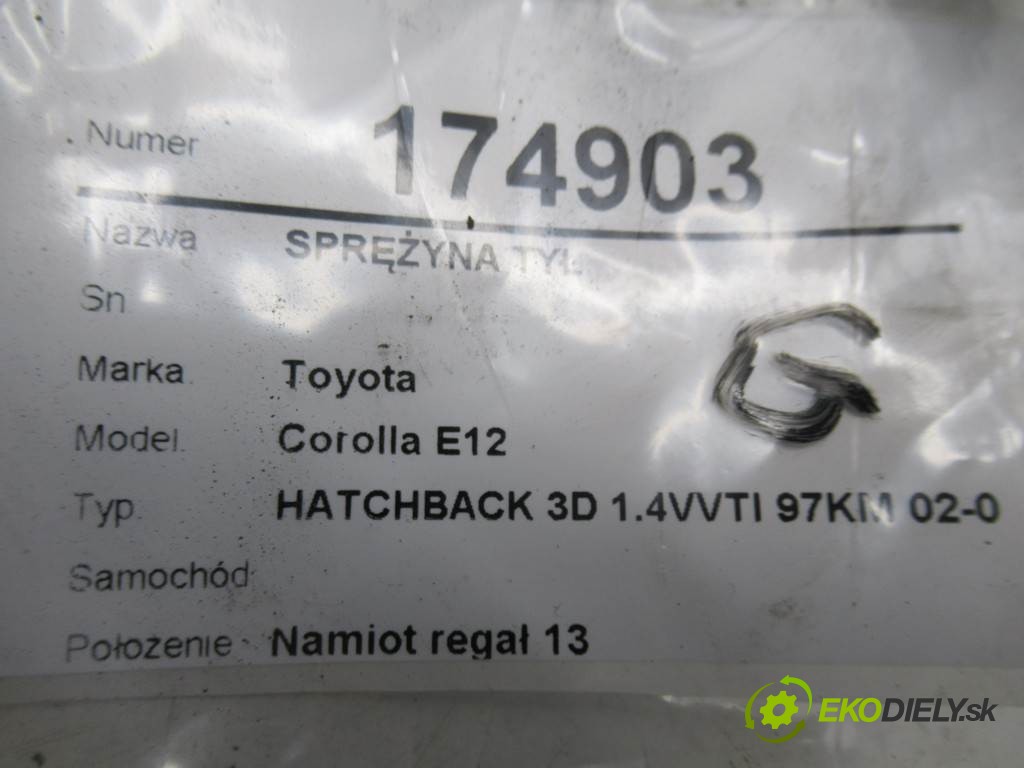 Numer 174903
Nazwa SPRĘŻYNA TYŁ
Sn
Marka Toyota
Model Corolla E12
Typ HATCHBACK 3D 1.4VVTI 97KM 02-0
Samochód
Położenie Namiot regał 13
G
EKODIELY.sk